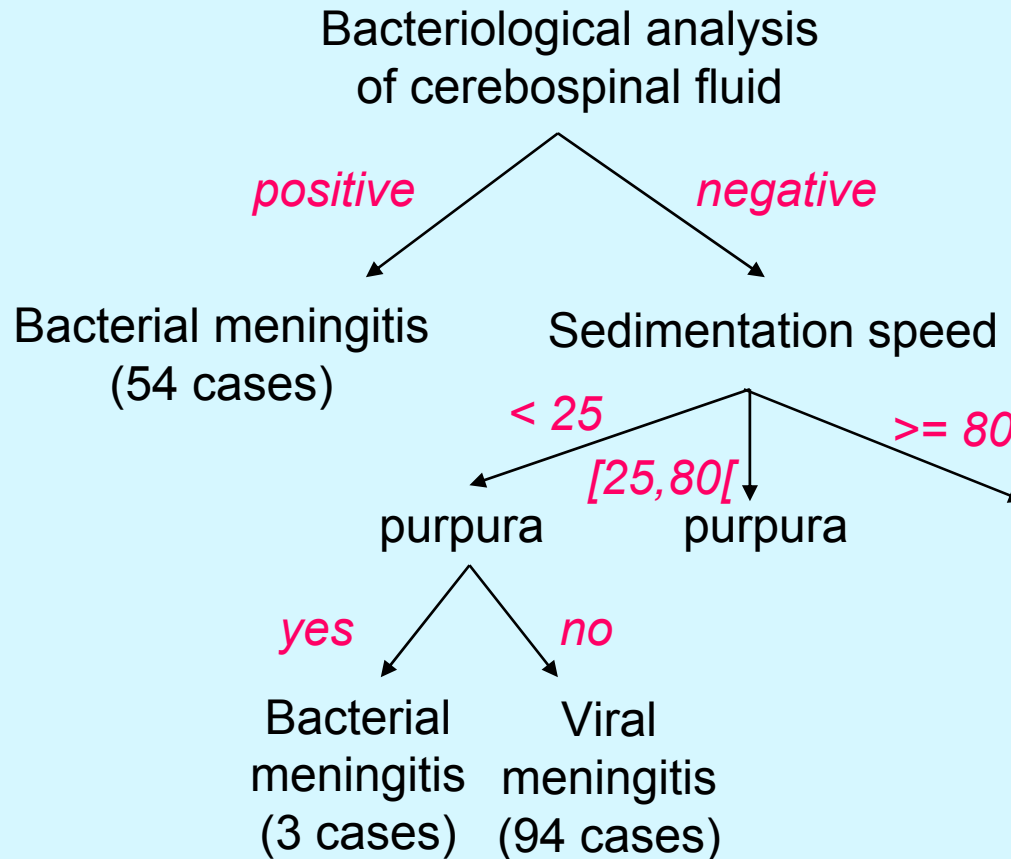 Bacteriological analysis
of cerebospinal fluid
positive
negative
Bacterial meningitis
(54 cases)
Sedimentation speed
< 25
[25,80[
>= 80
purpura
purpura
yes
no
Bacterial
meningitis
(3 cases)
Viral
meningitis
(94 cases)